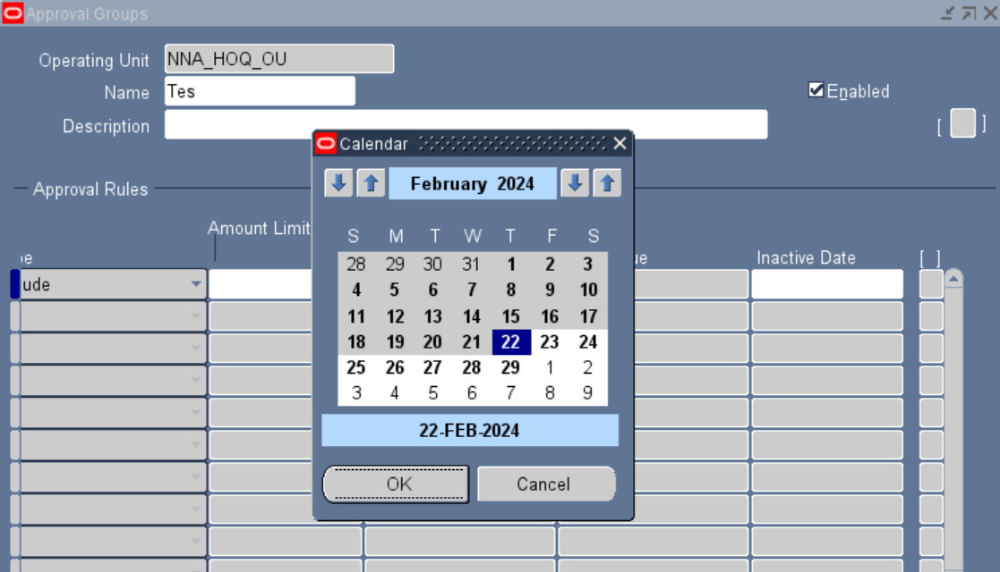 Approval Groups
Operating Unit NNA_HOQ_OU
Name Tes
Enabled
Description
[ ]
Calendar
Approval Rules
February 2024
Amount Limit
S M T W T F S
Inactive Date [ ]
28 29 30 31 1 2 3
ude
4 5 6 7 8 9 10
11 12 13 14 15 16 17
18 19 20 21 22 23 24
25 26 27 28 29 1 2
3 4 5 6 7 8 9
22-FEB-2024
OK Cancel